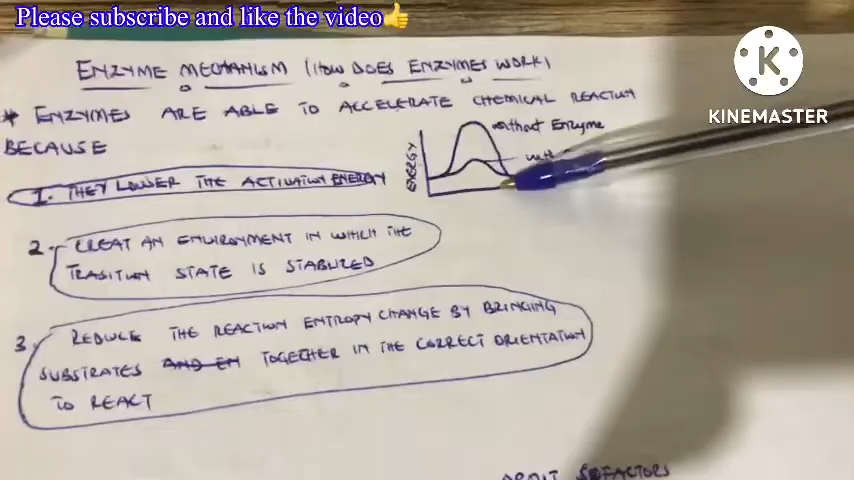 Please subscribe and like the video👍
KINEMASTER
ENZYME MECHANISM (HOW DOES ENZYMES WORK)
* ENZYMES ARE ABLE TO ACCELERATE CHEMICAL REACTION
BECAUSE
without Enzyme
ENERGY
1. THEY LOWER THE ACTIVATION ENERGY
2. CREAT AN ENVIRONMENT IN WHICH THE
TRASITION STATE IS STABILIZED
3. REDUCE THE REACTION ENTROPY CHANGE BY BRINGING
SUBSTRATES AND EN TOGETHER IN THE CORRECT ORIENTATION
TO REACT